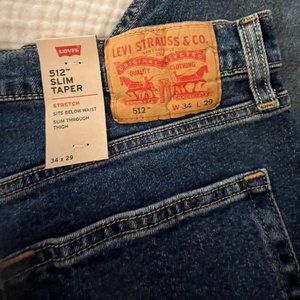 LEVI'S
512™
SLIM
TAPER
STRETCH
SITS BELOW WAIST
SLIM THROUGH
THIGH
34 x 29
LEVI STRAUSS & CO.
ORIGINAL RIVETED
QUALITY CLOTHING
512™ W 34 L 29